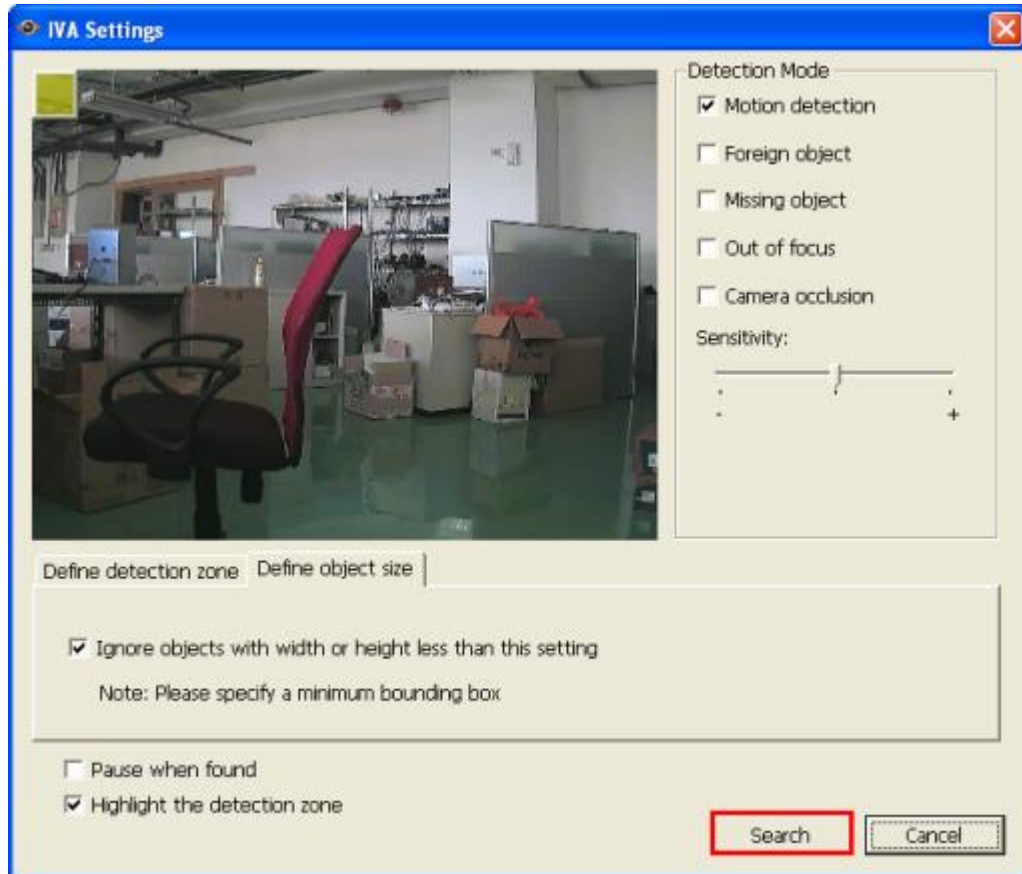 IVA Settings
Detection Mode
Motion detection
Foreign object
Missing object
Out of focus
Camera occlusion
Sensitivity:
- +
Define detection zone Define object size
Ignore objects with width or height less than this setting
Note: Please specify a minimum bounding box
Pause when found
Highlight the detection zone
Search Cancel